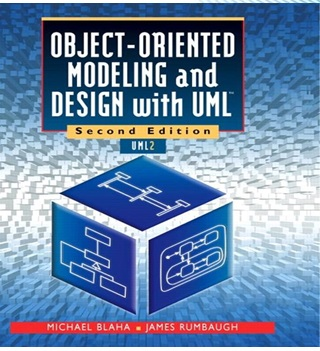 OBJECT-ORIENTED
MODELING and
DESIGN with UML™
Second Edition
UML2
MICHAEL BLAHA ■ JAMES RUMBAUGH